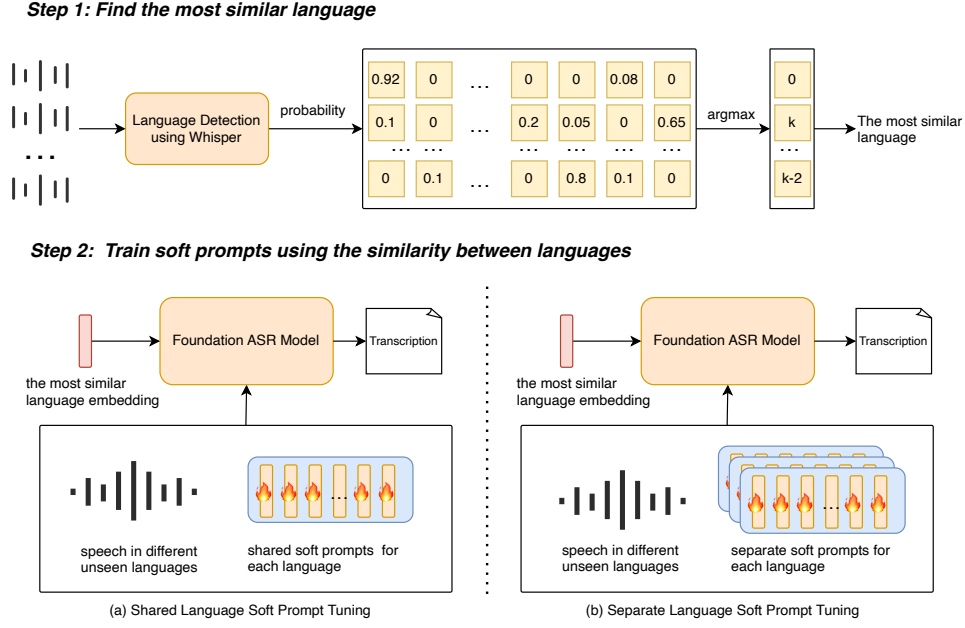 Step 1: Find the most similar language
Language Detection
using Whisper
probability
0.92 0 ... 0 0 0.08 0
0.1 0 ... 0.2 0.05 0 0.65
... ... ... ... ... ...
0 0.1 ... 0 0.8 0.1 0
argmax
0
k
...
k-2
The most similar
language
...
Step 2: Train soft prompts using the similarity between languages
Foundation ASR Model
Transcription
the most similar
language embedding
...
speech in different
unseen languages
shared soft prompts for
each language
(a) Shared Language Soft Prompt Tuning
Foundation ASR Model
Transcription
the most similar
language embedding
...
speech in different
unseen languages
separate soft prompts for
each language
(b) Separate Language Soft Prompt Tuning